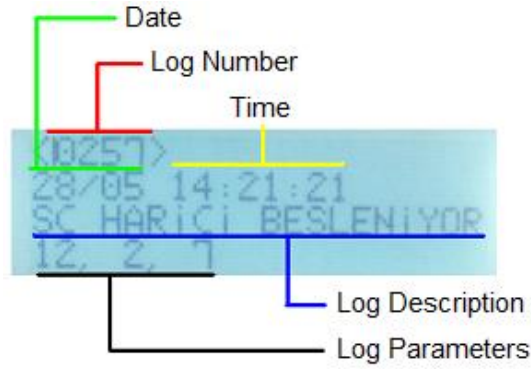 Date
Log Number
Time
<10257>
28/05 14:21:21
SC HARiCi BESLENiYOR
12, 2, 7
Log Description
Log Parameters